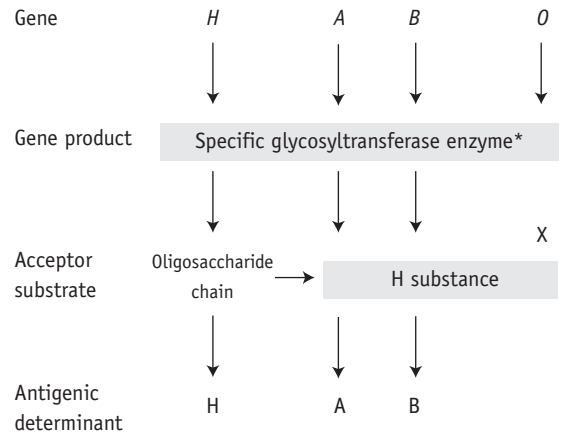 Gene H A B O
Gene product Specific glycosyltransferase enzyme*
X
Acceptor substrate
Oligosaccharide chain
H substance
Antigenic determinant
H A B